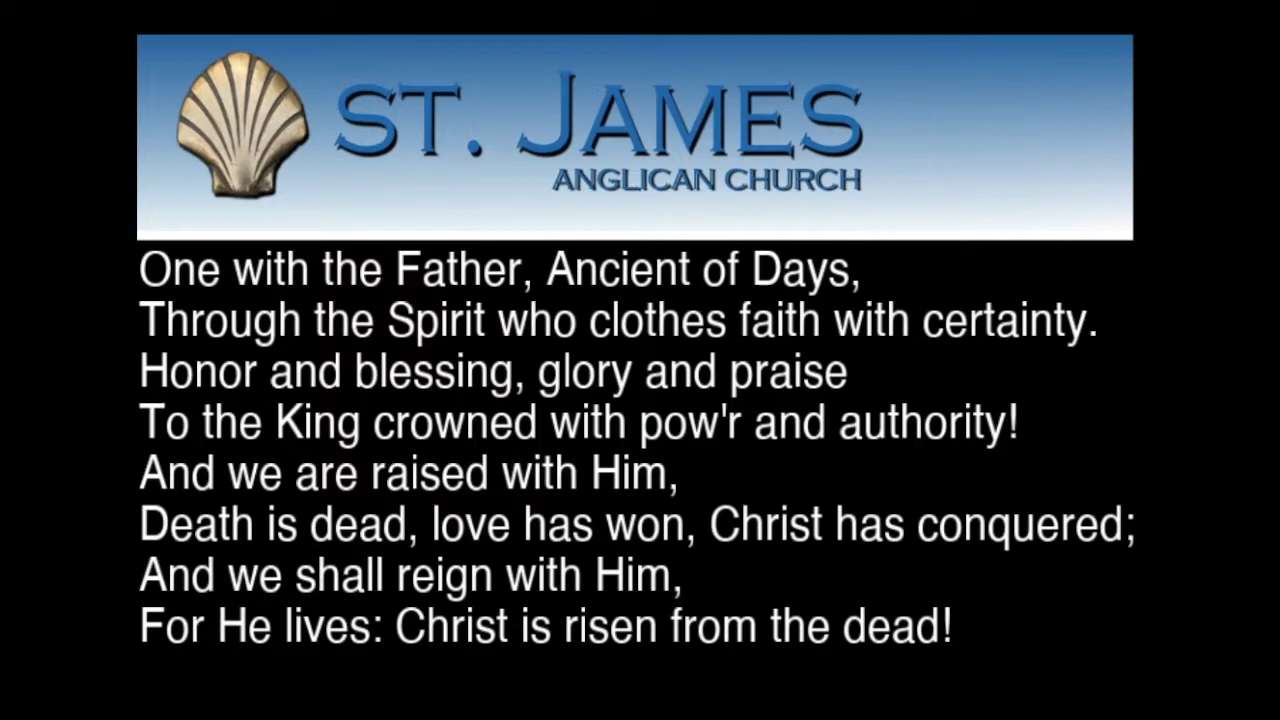 ST. JAMES
ANGLICAN CHURCH
One with the Father, Ancient of Days,
Through the Spirit who clothes faith with certainty.
Honor and blessing, glory and praise
To the King crowned with pow'r and authority!
And we are raised with Him,
Death is dead, love has won, Christ has conquered;
And we shall reign with Him,
For He lives: Christ is risen from the dead!